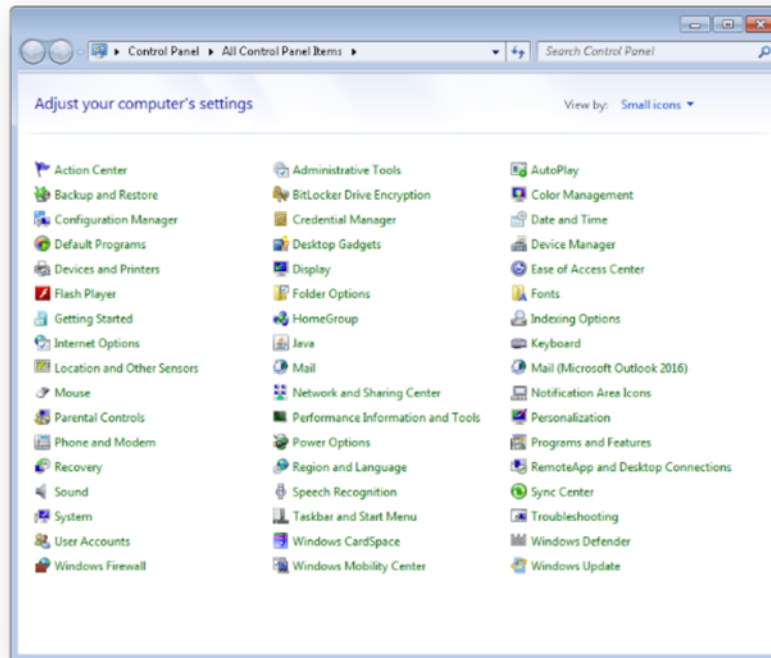 Control Panel All Control Panel Items Search Control Panel
Adjust your computer's settings View by: Small icons
Action Center Administrative Tools AutoPlay
Backup and Restore BitLocker Drive Encryption Color Management
Configuration Manager Credential Manager Date and Time
Default Programs Desktop Gadgets Device Manager
Devices and Printers Display Ease of Access Center
Flash Player Folder Options Fonts
Getting Started HomeGroup Indexing Options
Internet Options Java Keyboard
Location and Other Sensors Mail Mail (Microsoft Outlook 2016)
Mouse Network and Sharing Center Notification Area Icons
Parental Controls Performance Information and Tools Personalization
Phone and Modem Power Options Programs and Features
Recovery Region and Language RemoteApp and Desktop Connections
Sound Speech Recognition Sync Center
System Taskbar and Start Menu Troubleshooting
User Accounts Windows CardSpace Windows Defender
Windows Firewall Windows Mobility Center Windows Update